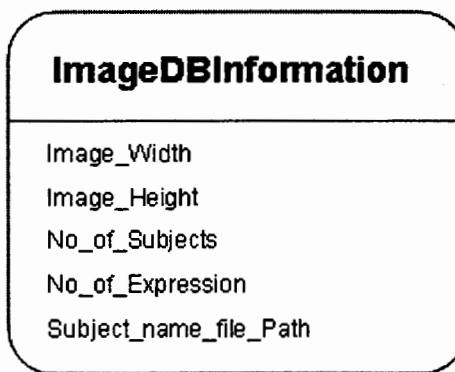 ImageDBInformation
Image_Width
Image_Height
No_of_Subjects
No_of_Expression
Subject_name_file_Path